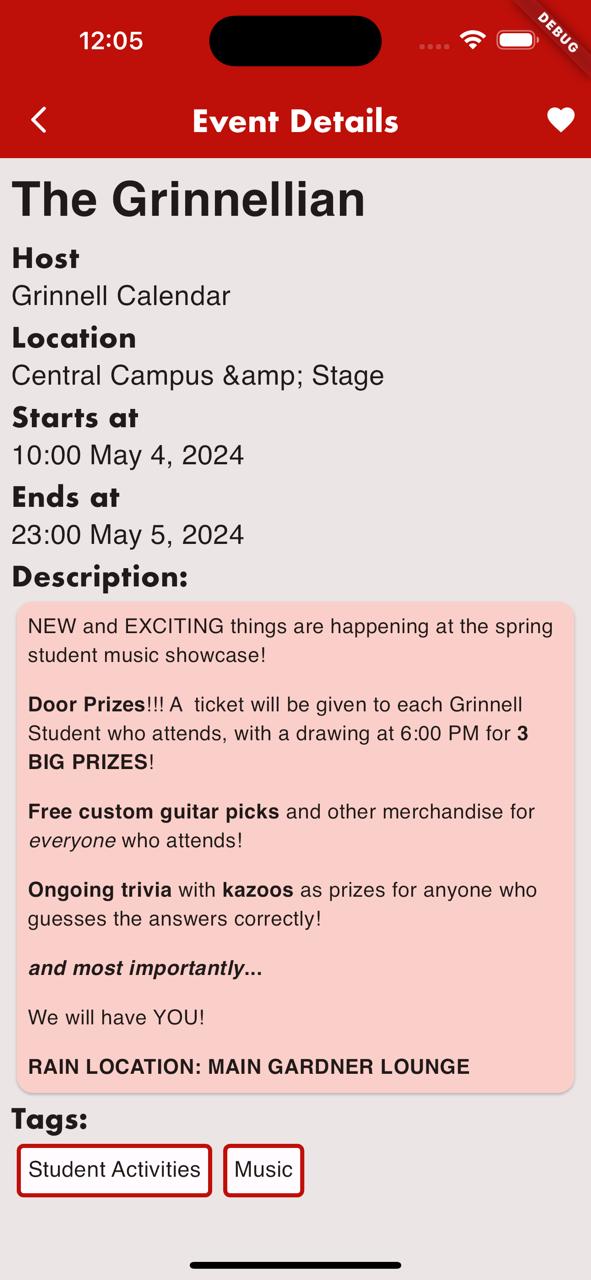 12:05
DEBUG
Event Details
The Grinnellian
Host
Grinnell Calendar
Location
Central Campus &amp; Stage
Starts at
10:00 May 4, 2024
Ends at
23:00 May 5, 2024
Description:
NEW and EXCITING things are happening at the spring
student music showcase!
Door Prizes!!! A  ticket will be given to each Grinnell
Student who attends, with a drawing at 6:00 PM for 3
BIG PRIZES!
Free custom guitar picks and other merchandise for
everyone who attends!
Ongoing trivia with kazoos as prizes for anyone who
guesses the answers correctly!
and most importantly...
We will have YOU!
RAIN LOCATION: MAIN GARDNER LOUNGE
Tags:
Student Activities
Music